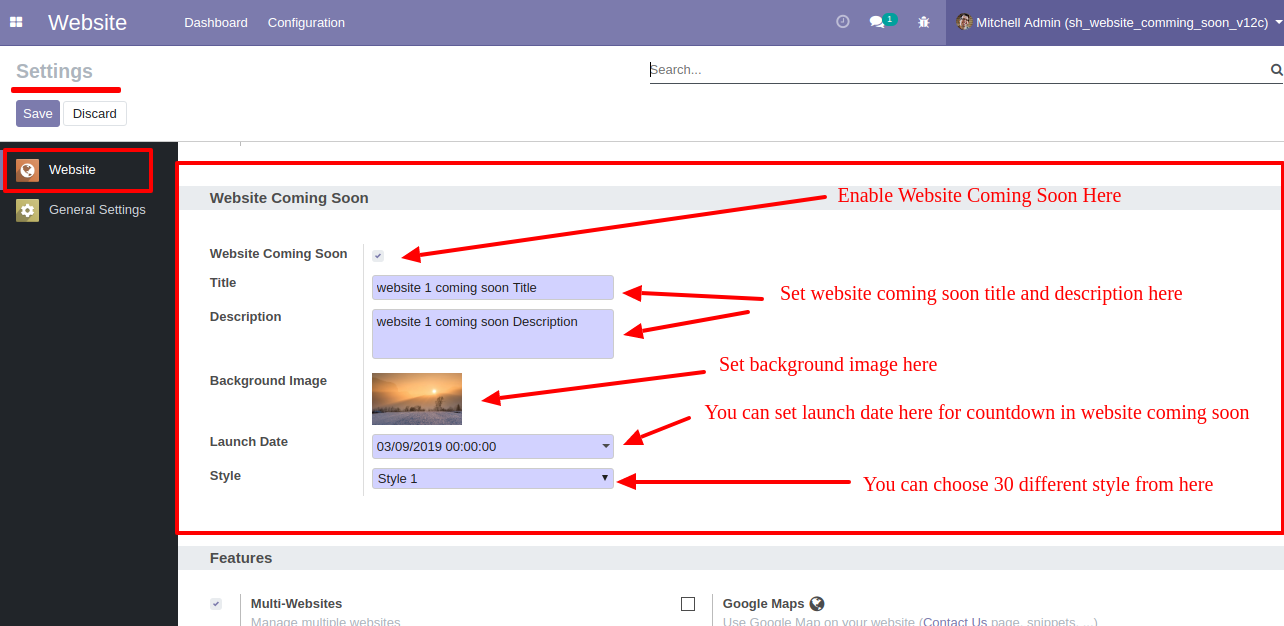 Website Dashboard Configuration 1 Mitchell Admin (sh_website_comming_soon_v12c)
Settings Search...
Save Discard
Website
General Settings
Website Coming Soon Enable Website Coming Soon Here
Website Coming Soon
Title website 1 coming soon Title Set website coming soon title and description here
Description website 1 coming soon Description
Background Image Set background image here
You can set launch date here for countdown in website coming soon
Launch Date 03/09/2019 00:00:00
Style Style 1 You can choose 30 different style from here
Features
Multi-Websites Google Maps
Manage multiple websites Use Google Map on your website (Contact Us page, snippets, ...)